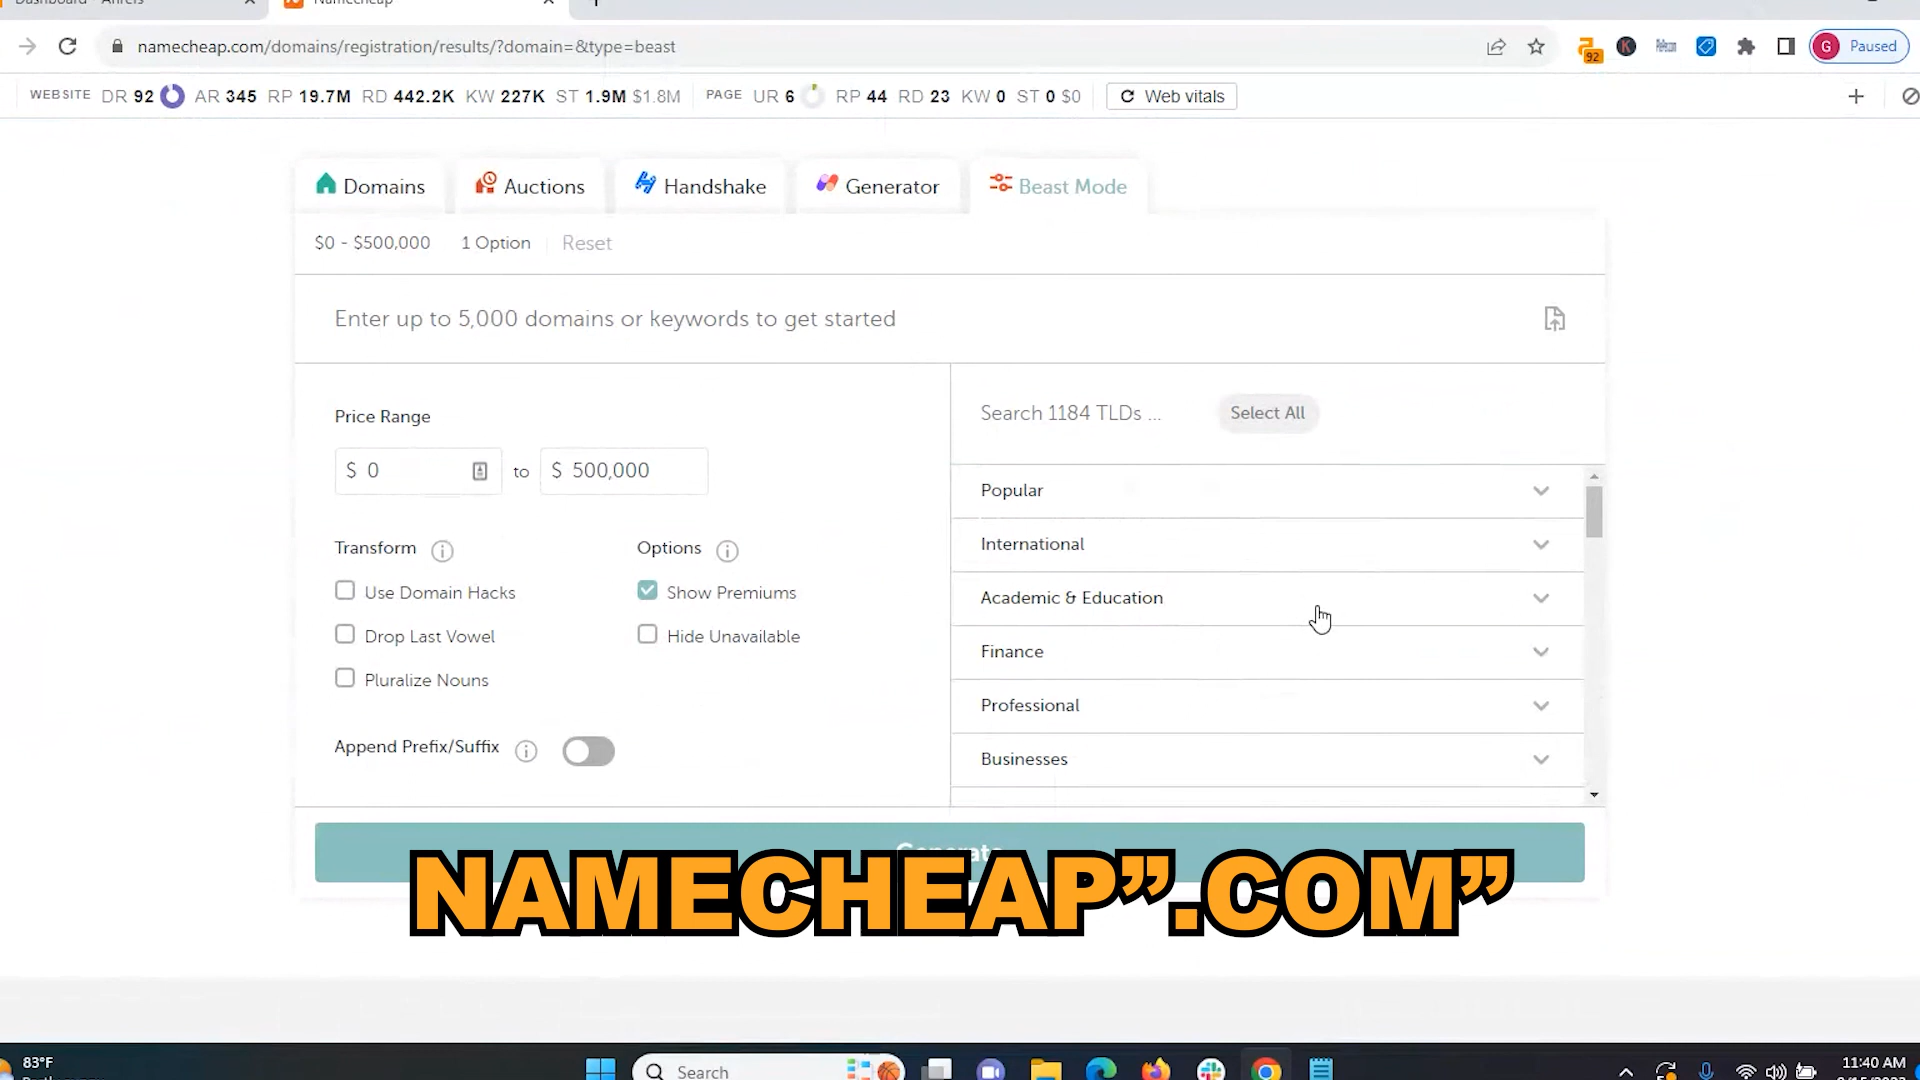 Dashboard - Ahrefs
Namecheap
namecheap.com/domains/registration/results/?domain=&type=beast
92
K
G
Paused
WEBSITE DR 92 AR 345 RP 19.7M RD 442.2K KW 227K ST 1.9M $1.8M PAGE UR 6 RP 44 RD 23 KW 0 ST 0 $0 Web vitals
Domains Auctions Handshake Generator Beast Mode
$0 - $500,000 1 Option Reset
Enter up to 5,000 domains or keywords to get started
Price Range
$ 0 to $ 500,000
Transform
Options
Use Domain Hacks
Show Premiums
Drop Last Vowel
Hide Unavailable
Pluralize Nouns
Append Prefix/Suffix
Search 1184 TLDs ...
Select All
Popular
International
Academic & Education
Finance
Professional
Businesses
Generate
NAMECHEAP”.COM”
83°F
Search
11:40 AM